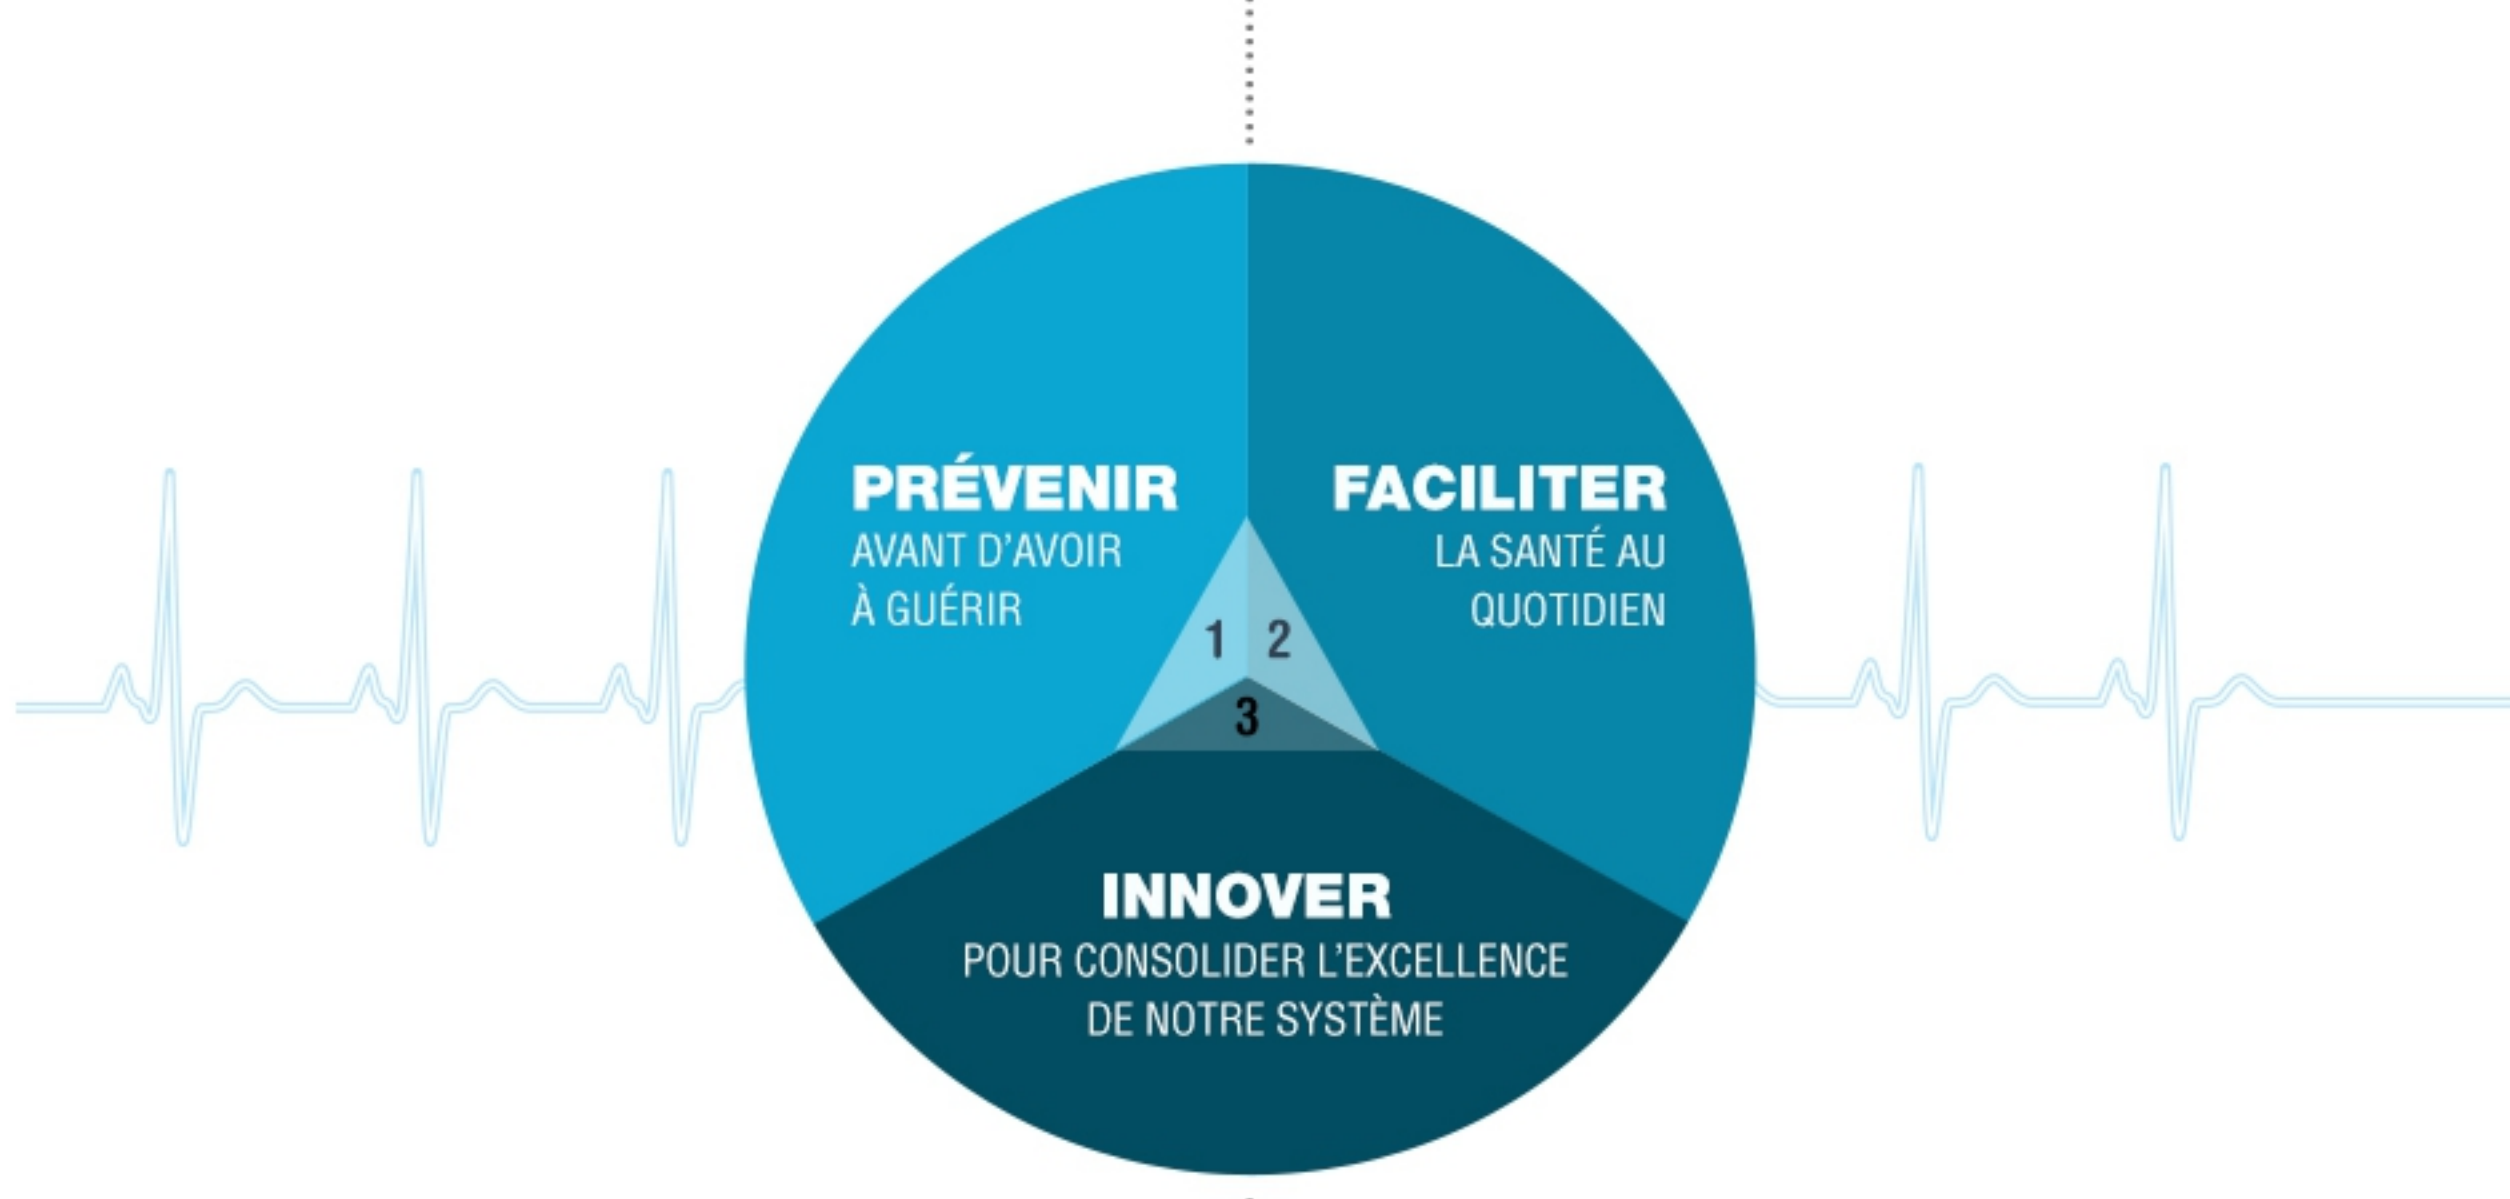 PRÉVENIR
AVANT D'AVOIR
À GUÉRIR
FACILITER
LA SANTÉ AU
QUOTIDIEN
1
2
3
INNOVER
POUR CONSOLIDER L'EXCELLENCE
DE NOTRE SYSTÈME